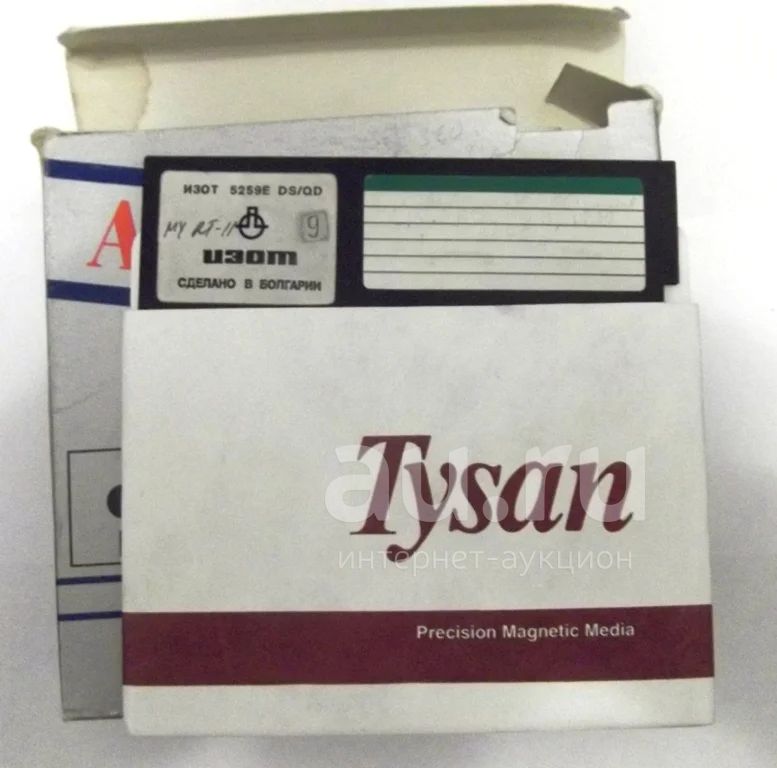 A
ИЗОТ 5259E DS/QD
MY RT-11
9
изот
СДЕЛАНО В БОЛГАРИИ
Tysan
au.ru
интернет-аукцион
Precision Magnetic Media